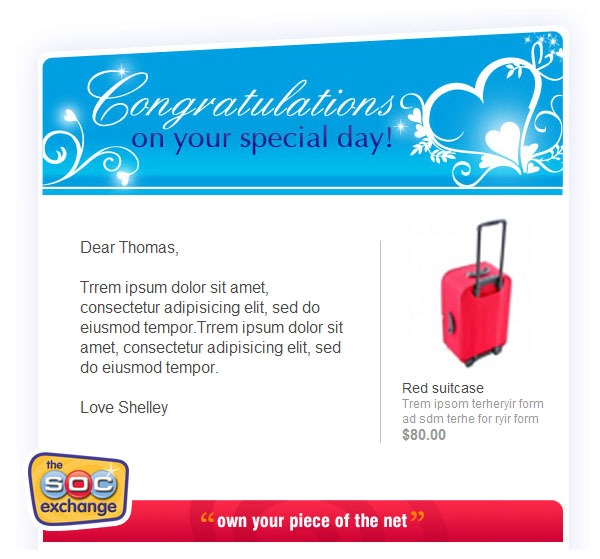 Congratulations
on your special day!
Dear Thomas,
Trrem ipsum dolor sit amet,
consectetur adipisicing elit, sed do
eiusmod tempor.Trrem ipsum dolor sit
amet, consectetur adipisicing elit, sed
do eiusmod tempor.
Love Shelley
Red suitcase
Trem ipsom terheryir form
ad sdm terhe for ryir form
$80.00
the
SOC
exchange
“own your piece of the net”